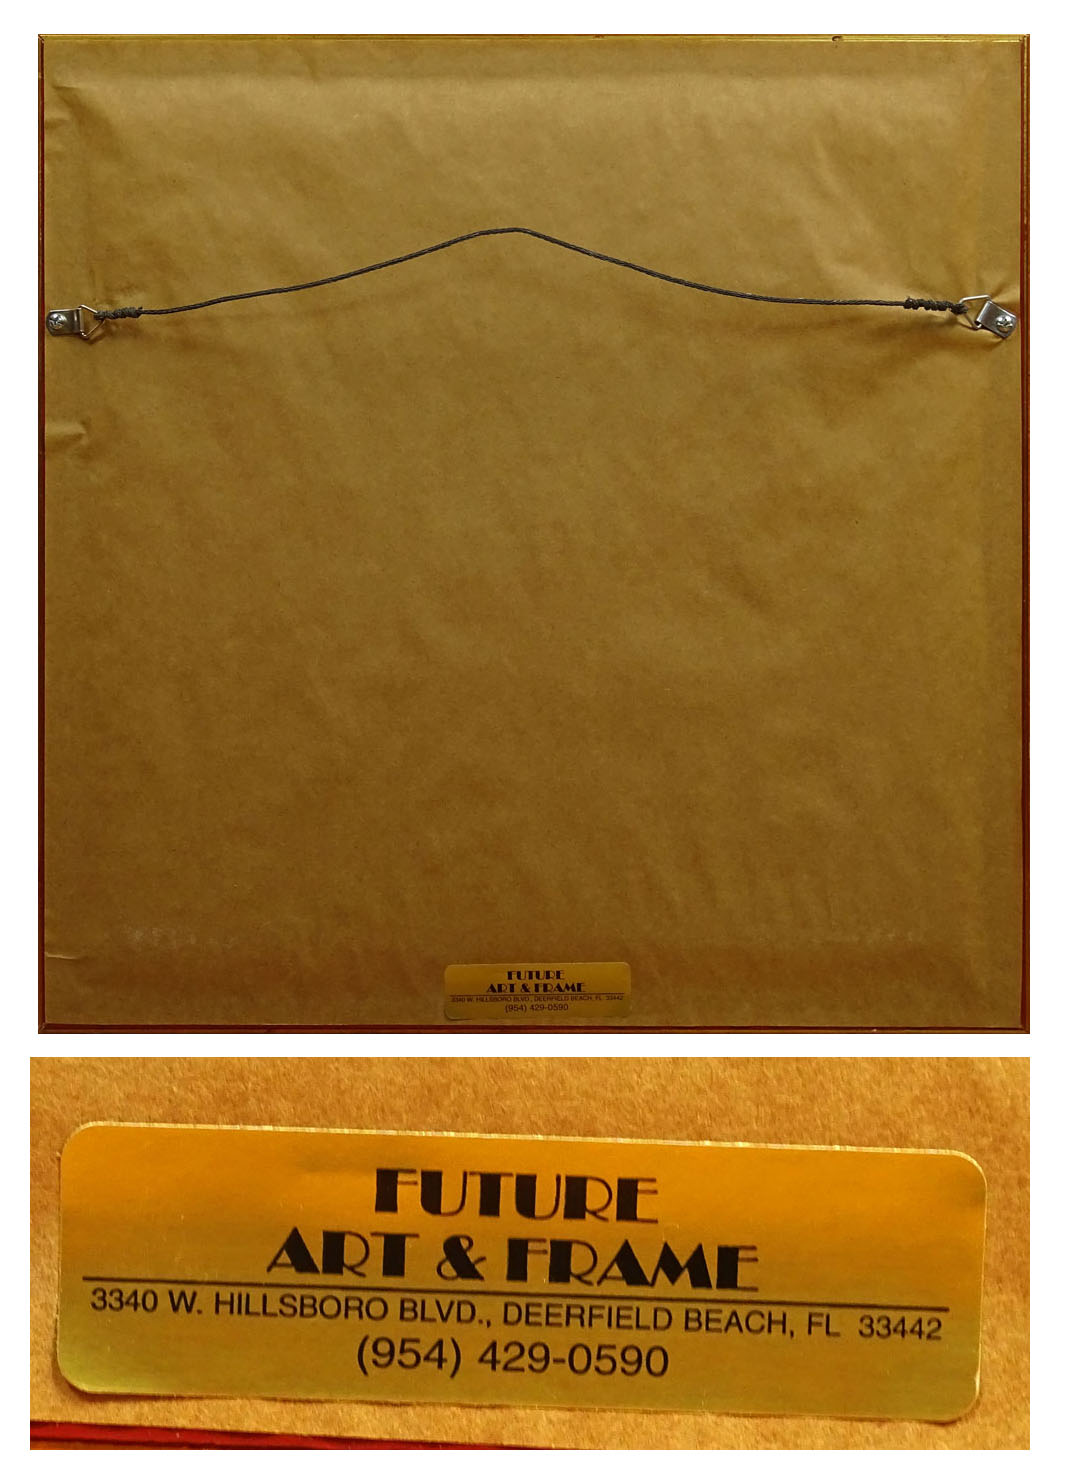 FUTURE
ART & FRAME
3340 W. HILLSBORO BLVD., DEERFIELD BEACH, FL 33442
(954) 429-0590
FUTURE
ART & FRAME
3340 W. HILLSBORO BLVD., DEERFIELD BEACH, FL 33442
(954) 429-0590